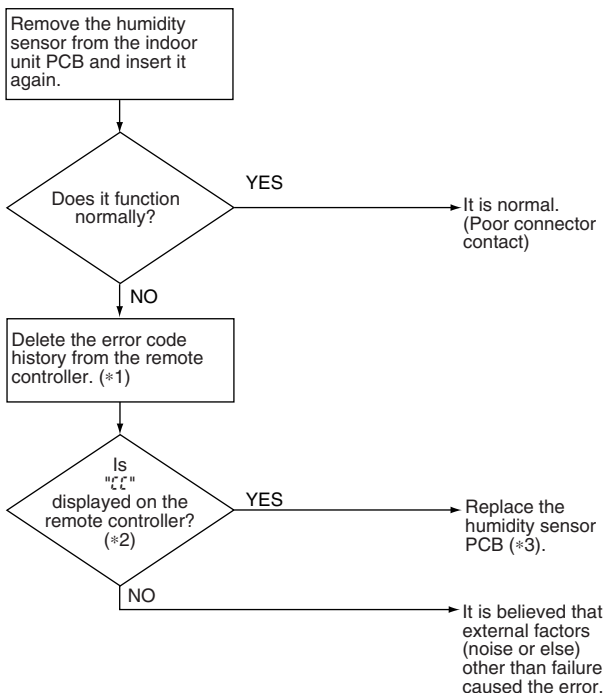 Remove the humidity
sensor from the indoor
unit PCB and insert it
again.
Does it function
normally?
YES
It is normal.
(Poor connector
contact)
NO
Delete the error code
history from the remote
controller. (*1)
Is
"CC"
displayed on the
remote controller?
(*2)
YES
Replace the
humidity sensor
PCB (*3).
NO
It is believed that
external factors
(noise or else)
other than failure
caused the error.